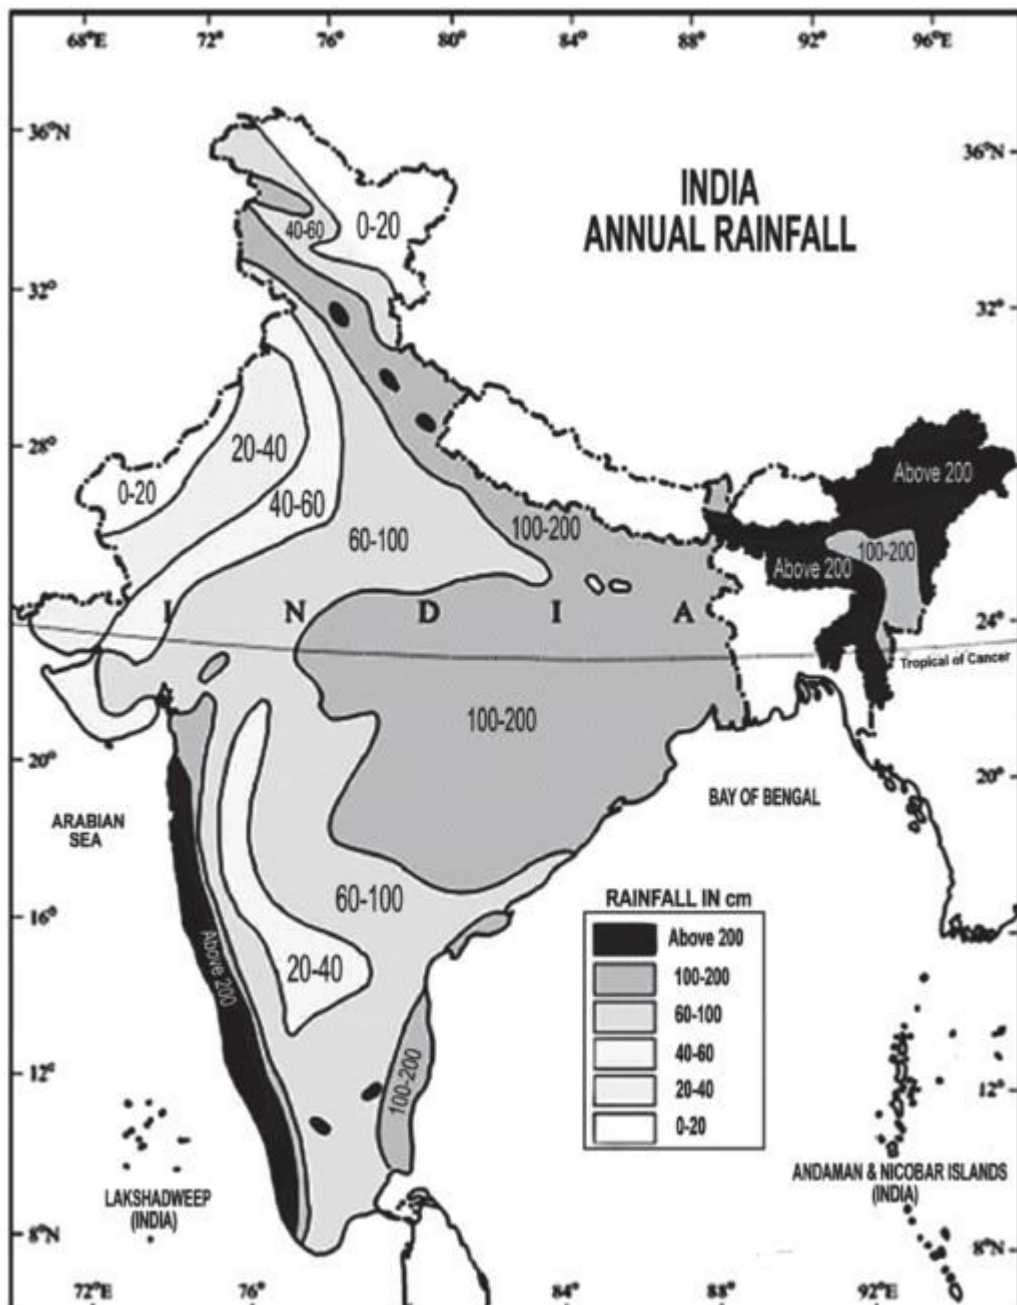 68°E 72° 76° 80° 84° 88° 92° 96°E
36°N
36°N
INDIA
ANNUAL RAINFALL
0-20
40-60
32°
32°
28°
28°
20-40
0-20
40-60
60-100
100-200
Above 200
100-200
Above 200
I N D I A
24°
24°
Tropical of Cancer
100-200
20°
20°
BAY OF BENGAL
ARABIAN
SEA
60-100
16°
16°
Above 200
20-40
RAINFALL IN cm
Above 200
100-200
60-100
40-60
20-40
0-20
100-200
12°
12°
LAKSHADWEEP
(INDIA)
ANDAMAN & NICOBAR ISLANDS
(INDIA)
8°N
8°N
72°E 76° 84° 88° 92°E